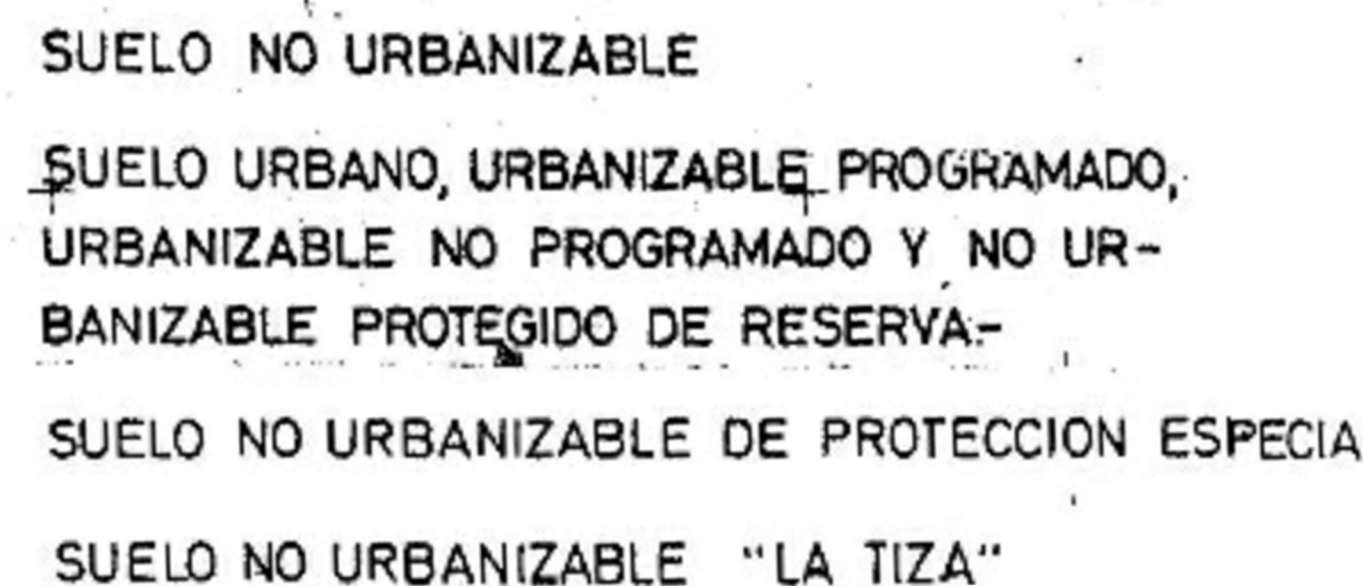 SUELO NO URBANIZABLE
SUELO URBANO, URBANIZABLE PROGRAMADO,
URBANIZABLE NO PROGRAMADO Y NO UR-
BANIZABLE PROTEGIDO DE RESERVA.-
SUELO NO URBANIZABLE DE PROTECCION ESPECIA
SUELO NO URBANIZABLE "LA TIZA"